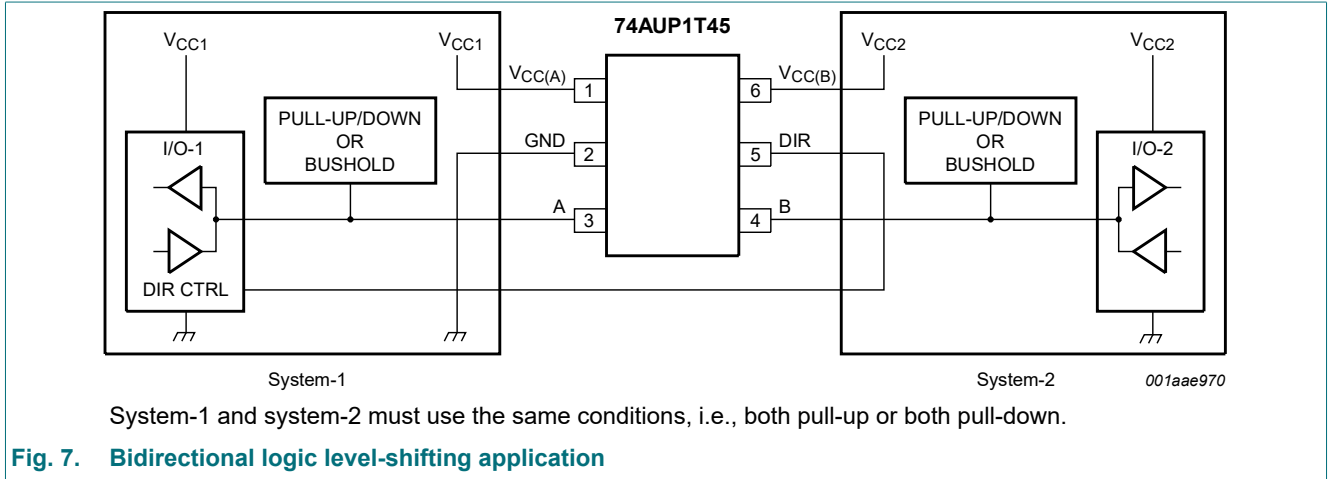 74AUP1T45
VCC1
VCC1
VCC2
VCC2
VCC(A)
1
6
VCC(B)
PULL-UP/DOWN
OR
BUSHOLD
PULL-UP/DOWN
OR
BUSHOLD
I/O-1
GND
2
5
DIR
I/O-2
A
3
4
B
DIR CTRL
System-1
System-2
001aae970
System-1 and system-2 must use the same conditions, i.e., both pull-up or both pull-down.
Fig. 7. Bidirectional logic level-shifting application